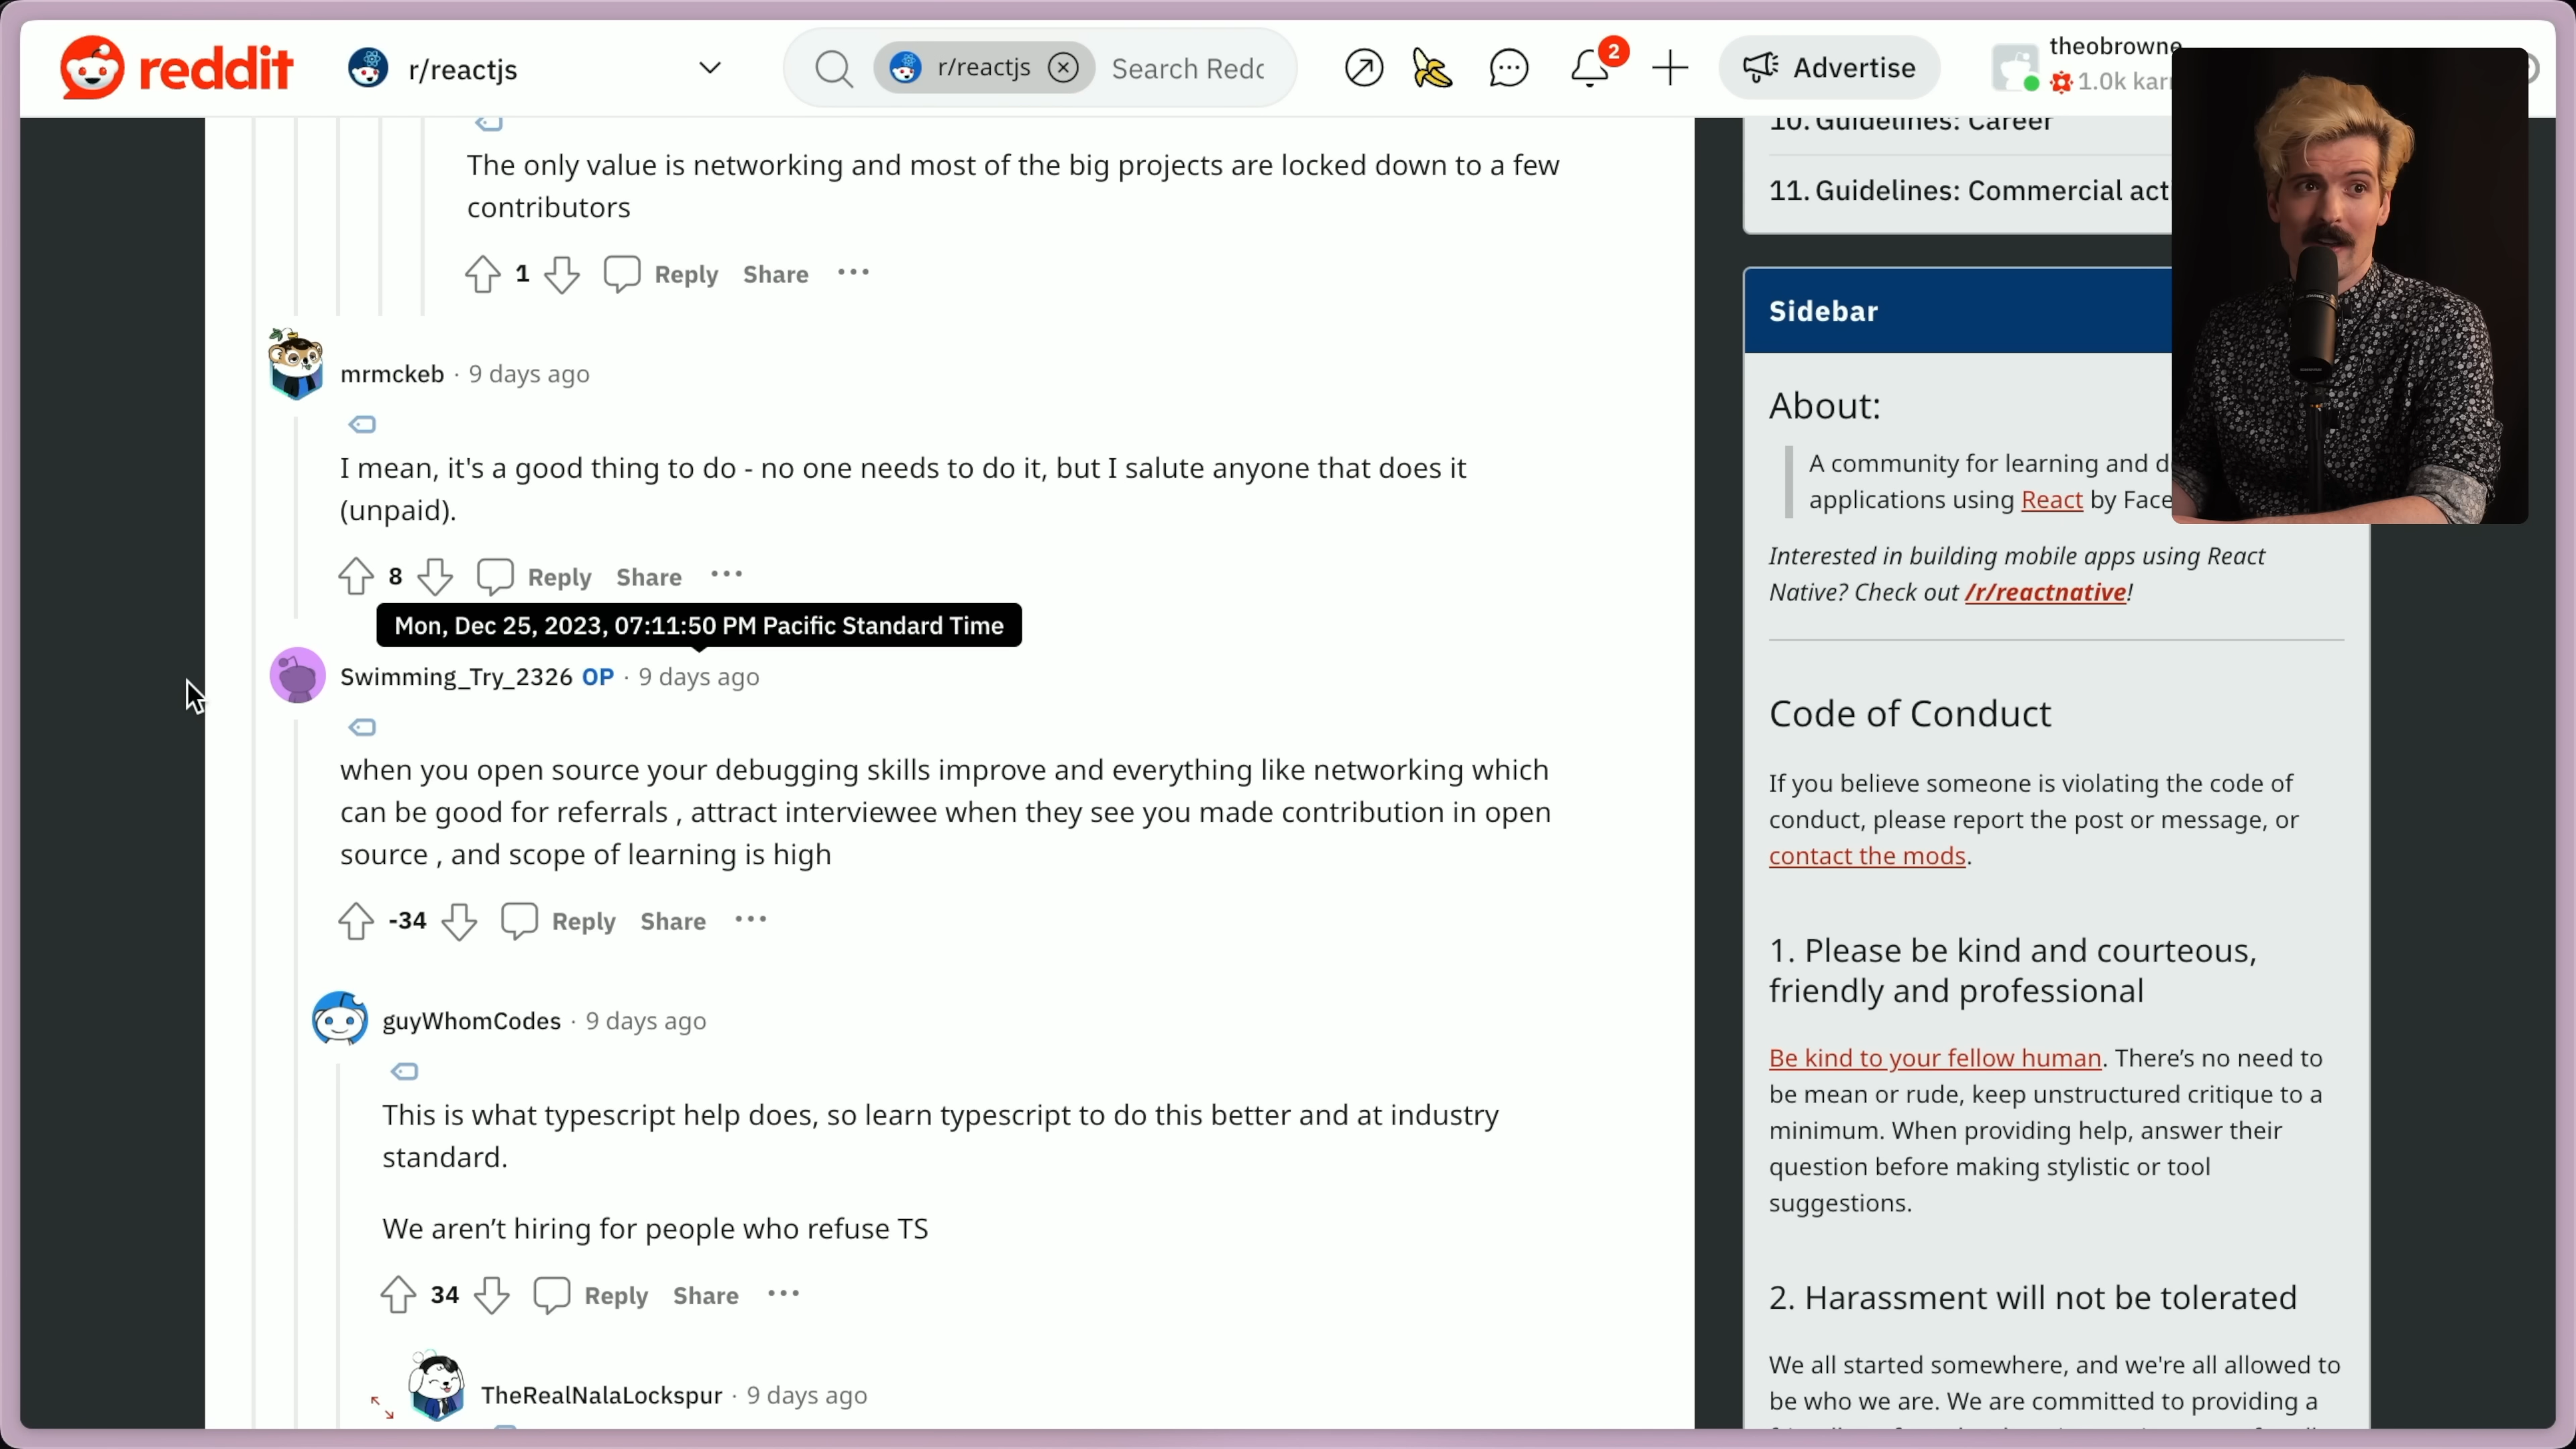 reddit
r/reactjs
r/reactjs
Search Redd
2
Advertise
theobrowne
1.0k kar
The only value is networking and most of the big projects are locked down to a few
contributors
1
Reply Share
mrmckeb · 9 days ago
I mean, it's a good thing to do - no one needs to do it, but I salute anyone that does it
(unpaid).
8
Reply Share
Mon, Dec 25, 2023, 07:11:50 PM Pacific Standard Time
Swimming_Try_2326 OP · 9 days ago
when you open source your debugging skills improve and everything like networking which
can be good for referrals , attract interviewee when they see you made contribution in open
source , and scope of learning is high
-34
Reply Share
guyWhomCodes · 9 days ago
This is what typescript help does, so learn typescript to do this better and at industry
standard.
We aren’t hiring for people who refuse TS
34
Reply Share
TheRealNalaLockspur · 9 days ago
10. Guidelines: Career
11. Guidelines: Commercial acti
Sidebar
About:
A community for learning and d
applications using React by Face
Interested in building mobile apps using React
Native? Check out /r/reactnative!
Code of Conduct
If you believe someone is violating the code of
conduct, please report the post or message, or
contact the mods.
1. Please be kind and courteous,
friendly and professional
Be kind to your fellow human. There’s no need to
be mean or rude, keep unstructured critique to a
minimum. When providing help, answer their
question before making stylistic or tool
suggestions.
2. Harassment will not be tolerated
We all started somewhere, and we're all allowed to
be who we are. We are committed to providing a